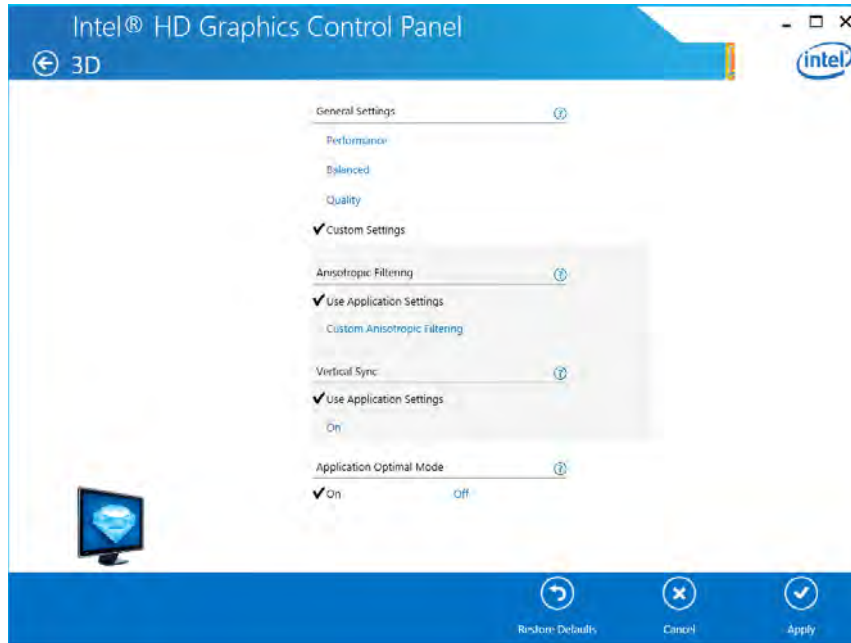 Intel® HD Graphics Control Panel
3D
intel
General Settings
Performance
Balanced
Quality
✔Custom Settings
Anisotropic Filtering
✔Use Application Settings
Custom Anisotropic Filtering
Vertical Sync
✔Use Application Settings
On
Application Optimal Mode
✔On Off
Restore Defaults Cancel Apply